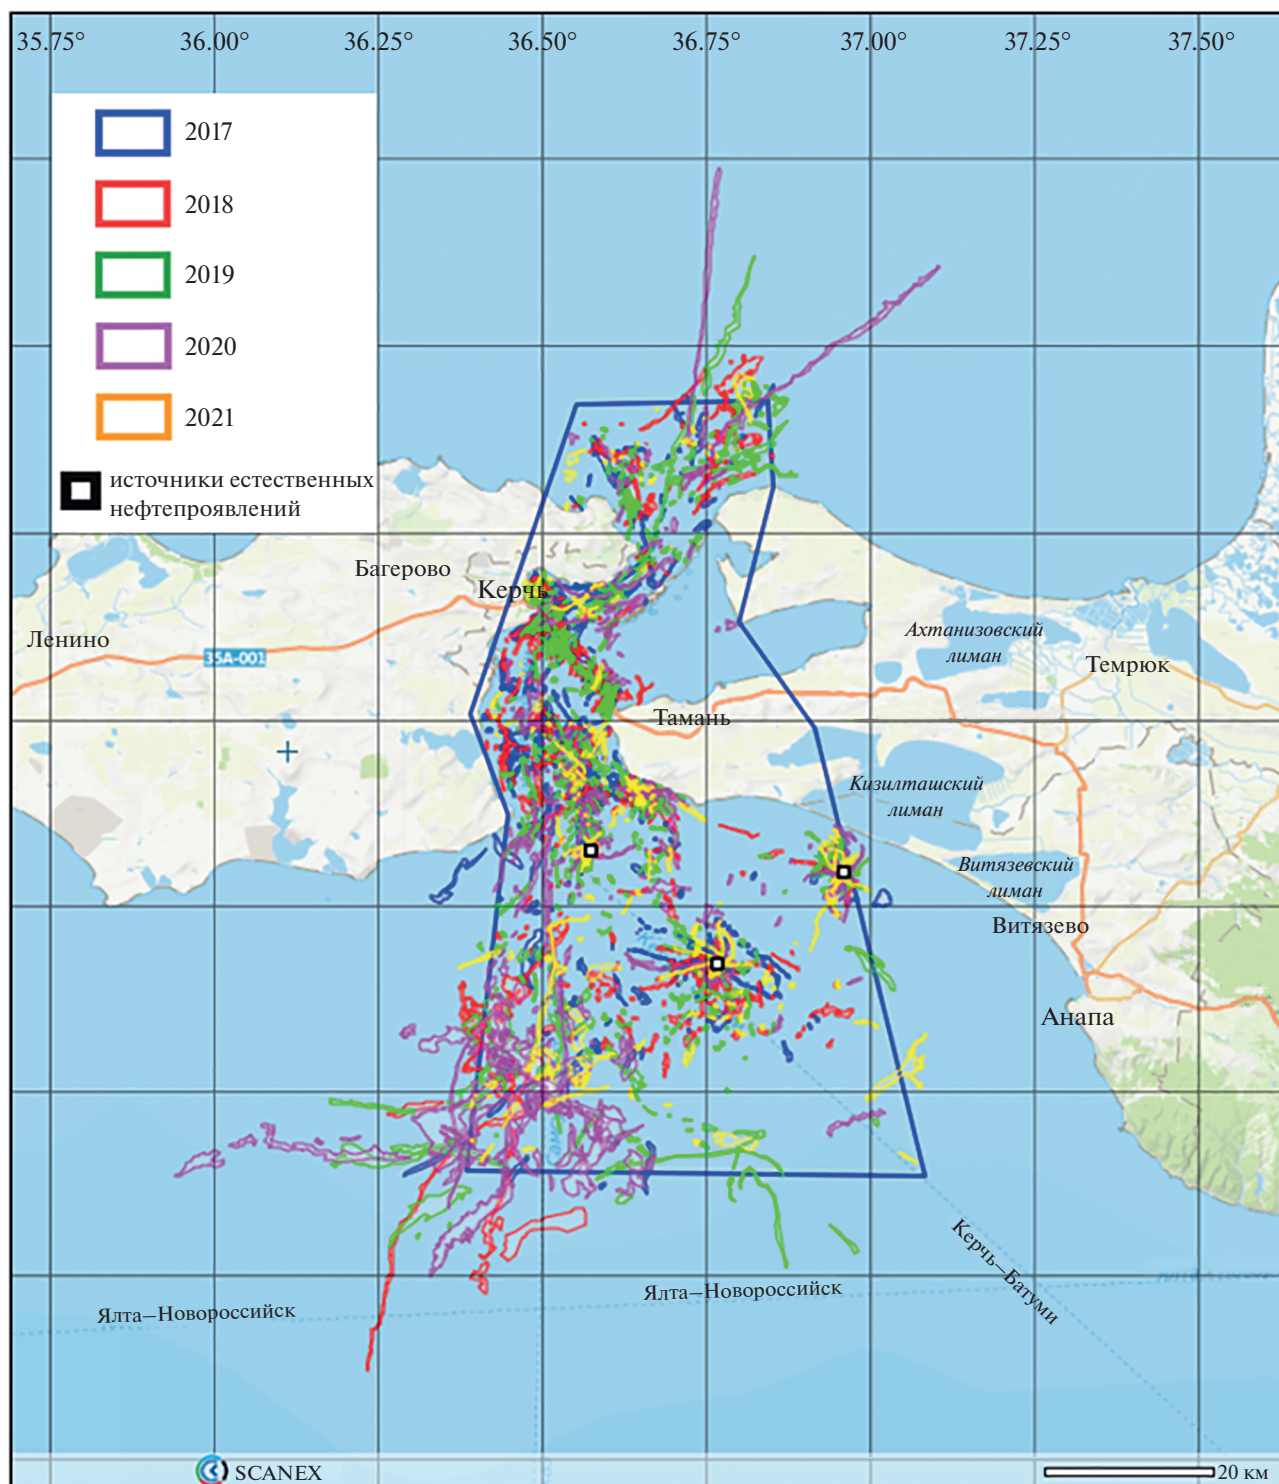 35.75° 36.00° 36.25° 36.50° 36.75° 37.00° 37.25° 37.50°
2017
2018
2019
2020
2021
источники естественных
нефтепроявлений
Багерово
Керчь
Ленино
35А-001
Ахтанизовский
лиман
Темрюк
Тамань
Кизилташский
лиман
Витязевский
лиман
Витязево
Анапа
Керчь–Батуми
Ялта–Новороссийск
Ялта–Новороссийск
SCANEX
20 км